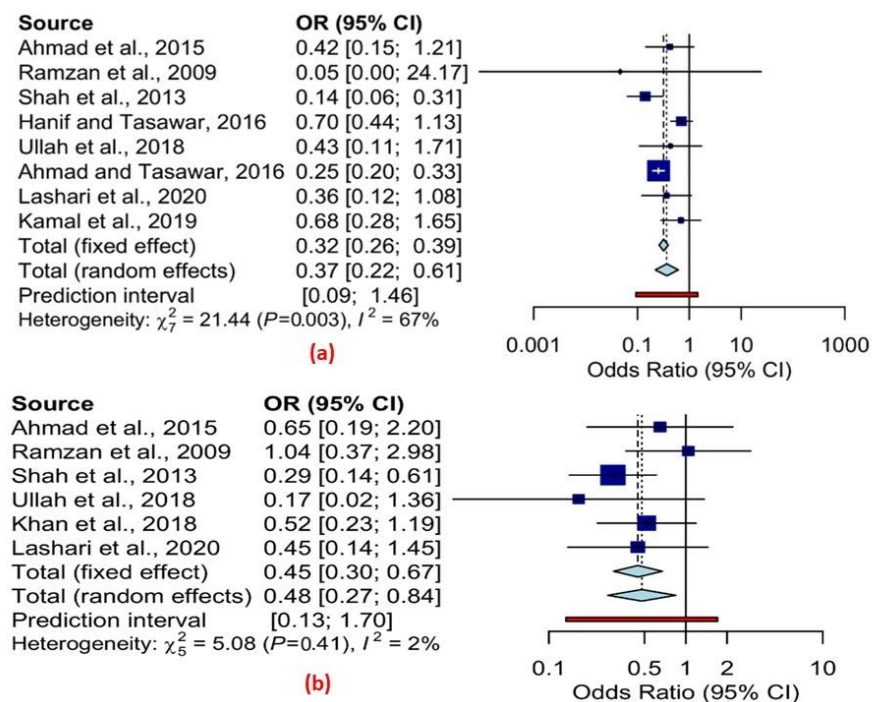 Source OR (95% CI)
Ahmad et al., 2015 0.42 [0.15; 1.21]
Ramzan et al., 2009 0.05 [0.00; 24.17]
Shah et al., 2013 0.14 [0.06; 0.31]
Hanif and Tasawar, 2016 0.70 [0.44; 1.13]
Ullah et al., 2018 0.43 [0.11; 1.71]
Ahmad and Tasawar, 2016 0.25 [0.20; 0.33]
Lashari et al., 2020 0.36 [0.12; 1.08]
Kamal et al., 2019 0.68 [0.28; 1.65]
Total (fixed effect) 0.32 [0.26; 0.39]
Total (random effects) 0.37 [0.22; 0.61]
Prediction interval [0.09; 1.46]
Heterogeneity: χ²₇ = 21.44 (P=0.003), I² = 67%
(a)
0.001 0.1 1 10 1000
Odds Ratio (95% CI)
Source OR (95% CI)
Ahmad et al., 2015 0.65 [0.19; 2.20]
Ramzan et al., 2009 1.04 [0.37; 2.98]
Shah et al., 2013 0.29 [0.14; 0.61]
Ullah et al., 2018 0.17 [0.02; 1.36]
Khan et al., 2018 0.52 [0.23; 1.19]
Lashari et al., 2020 0.45 [0.14; 1.45]
Total (fixed effect) 0.45 [0.30; 0.67]
Total (random effects) 0.48 [0.27; 0.84]
Prediction interval [0.13; 1.70]
Heterogeneity: χ²₅ = 5.08 (P=0.41), I² = 2%
(b)
0.1 0.5 1 2 10
Odds Ratio (95% CI)